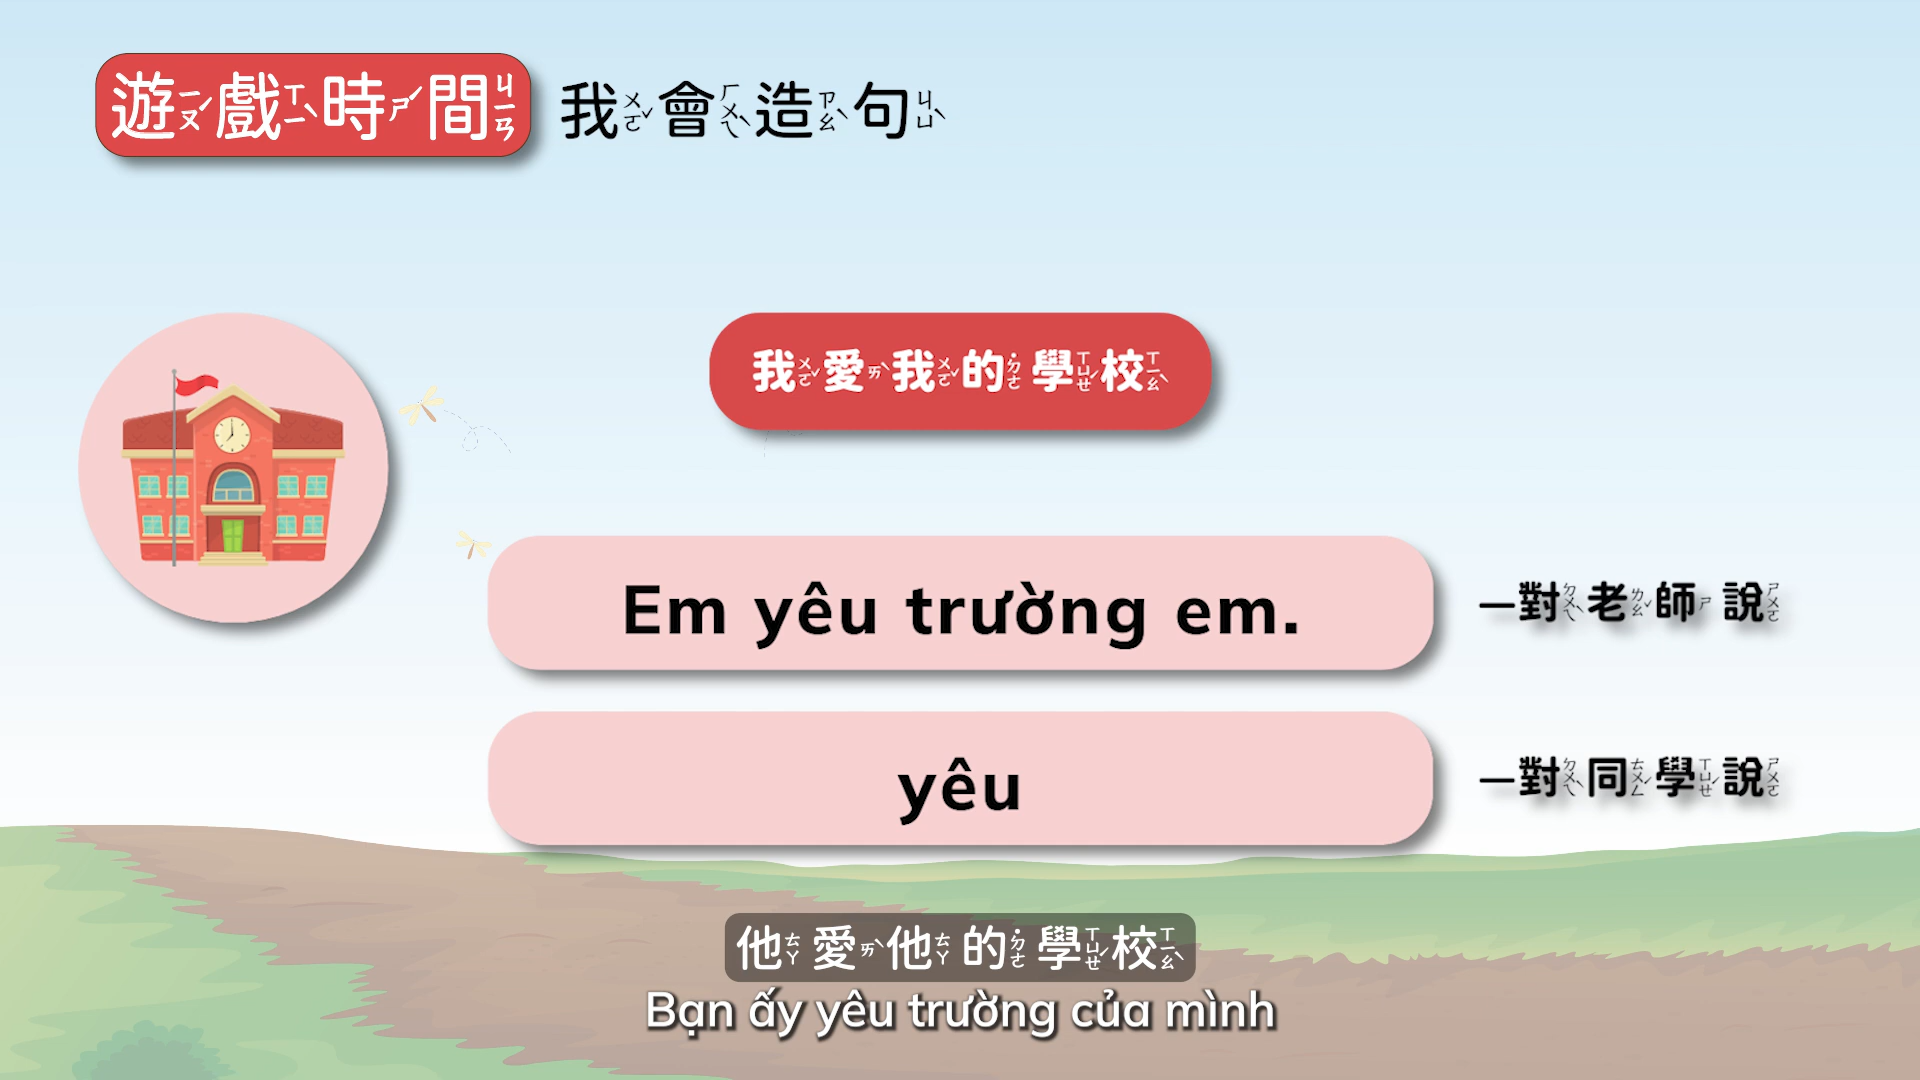 遊戲時間 我會造句
我愛我的學校
Em yêu trường em.
—對老師說
yêu
—對同學說
他愛他的學校
Bạn ấy yêu trường của mình